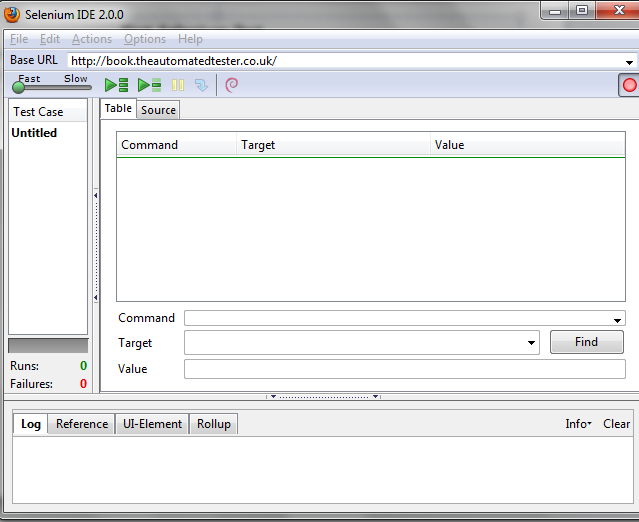 Selenium IDE 2.0.0
File Edit Actions Options Help
Base URL http://book.theautomatedtester.co.uk/
Fast Slow
Test Case
Untitled
Table Source
Command Target Value
Command
Target Find
Value
Runs: 0
Failures: 0
Log Reference UI-Element Rollup Info Clear